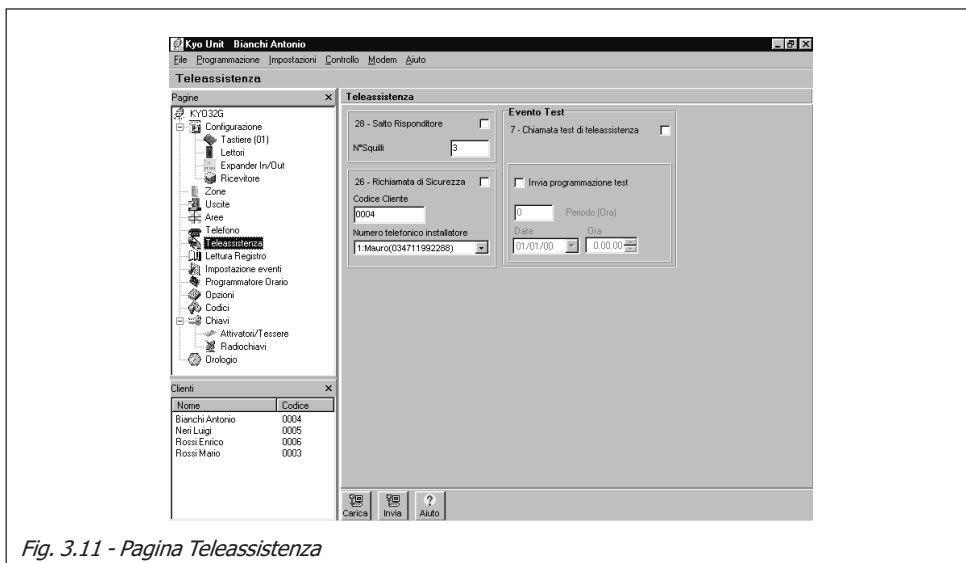 Kyo Unit Bianchi Antonio
File Programmazione Impostazioni Controllo Modem Aiuto
Teleassistenza
Pagine
KYO32G
Configurazione
Tastiere (01)
Lettori
Expander In/Out
Ricevitore
Zone
Uscite
Aree
Telefono
Teleassistenza
Lettura Registro
Impostazione eventi
Programmatore Orario
Opzioni
Codici
Chiavi
Attivatori/Tessere
Radiochiavi
Orologio
Clienti
Nome Codice
Bianchi Antonio 0004
Neri Luigi 0005
Rossi Enrico 0006
Rossi Mario 0003
Teleassistenza
28 - Salto Risponditore
N°Squilli 3
26 - Richiamata di Sicurezza
Codice Cliente
0004
Numero telefonico installatore
1:Mauro(034711992288)
Evento Test
7 - Chiamata test di teleassistenza
Invia programmazione test
0 Periodo (Ora)
Data Ora
01/01/00 0.00.00
Carica Invia Aiuto
Fig. 3.11 - Pagina Teleassistenza